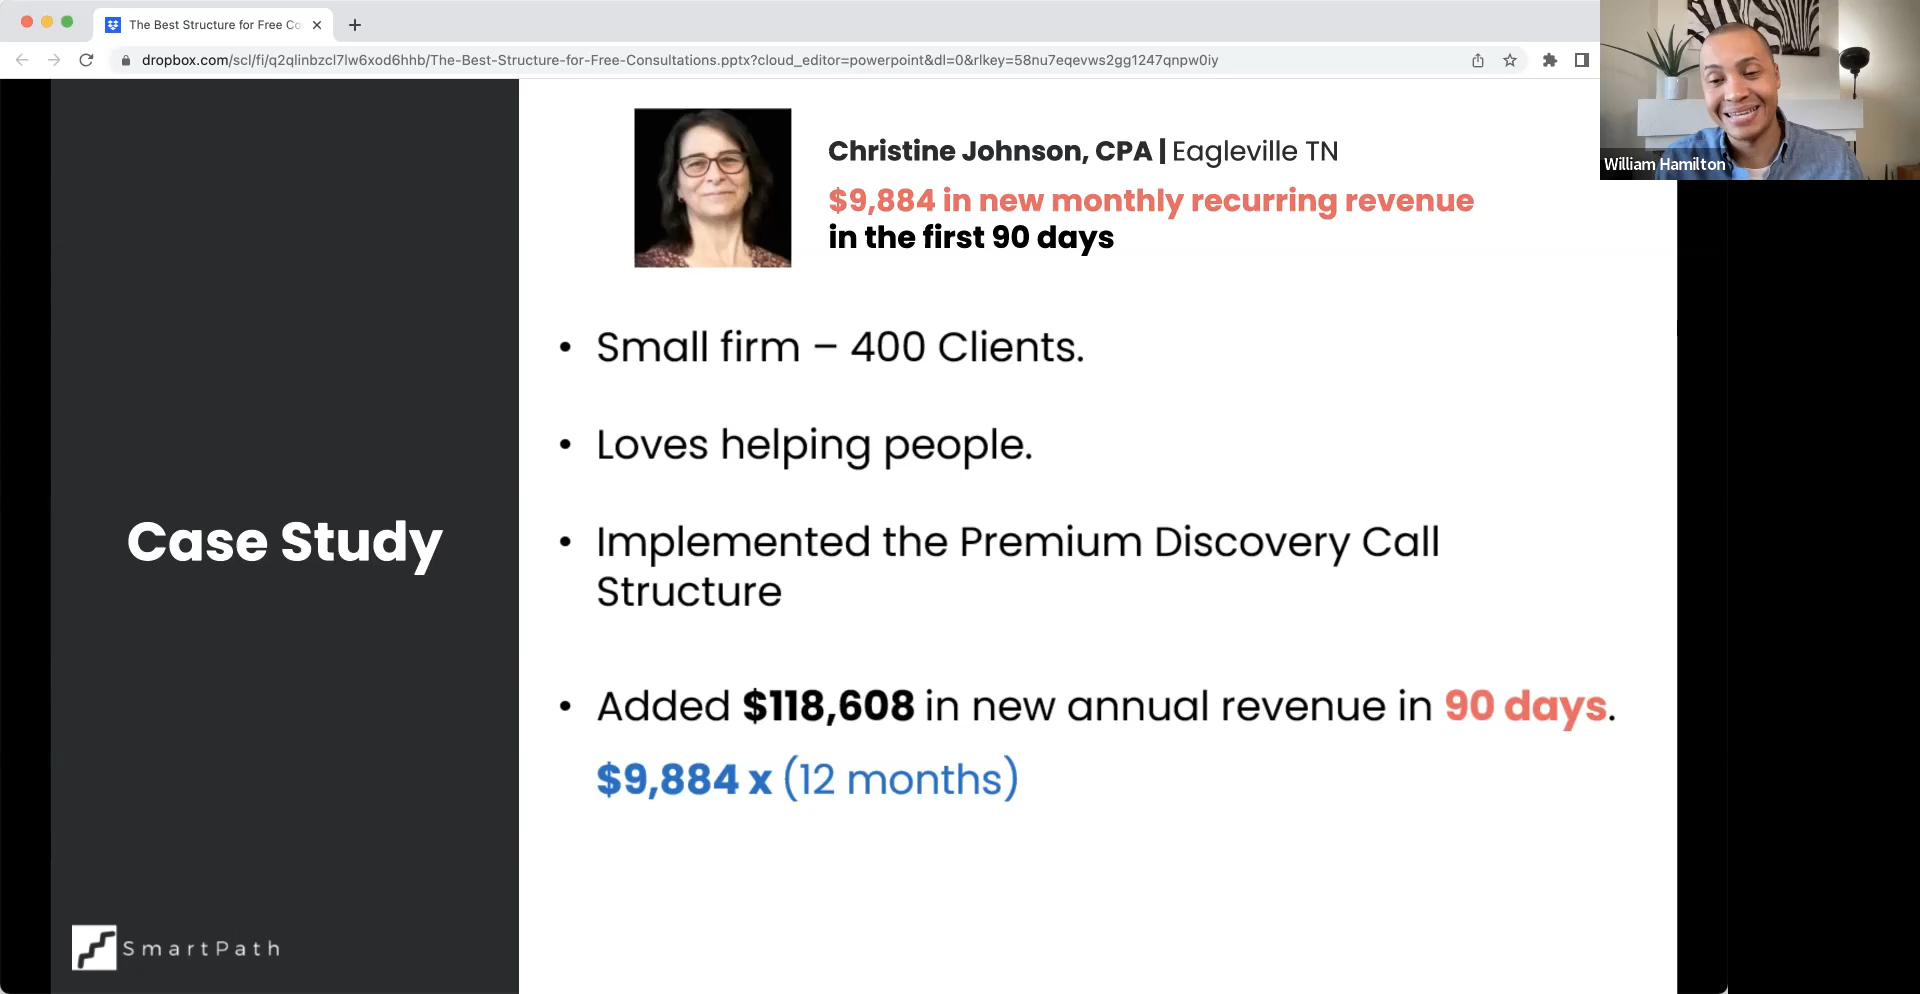 The Best Structure for Free Co
dropbox.com/scl/fi/q2qlinbzcl7lw6xod6hhb/The-Best-Structure-for-Free-Consultations.pptx?cloud_editor=powerpoint&dl=0&rlkey=58nu7eqevws2gg1247qnpw0iy
William Hamilton
Christine Johnson, CPA | Eagleville TN
$9,884 in new monthly recurring revenue
in the first 90 days
• Small firm – 400 Clients.
• Loves helping people.
• Implemented the Premium Discovery Call
Structure
Case Study
• Added $118,608 in new annual revenue in 90 days.
$9,884 x (12 months)
SmartPath